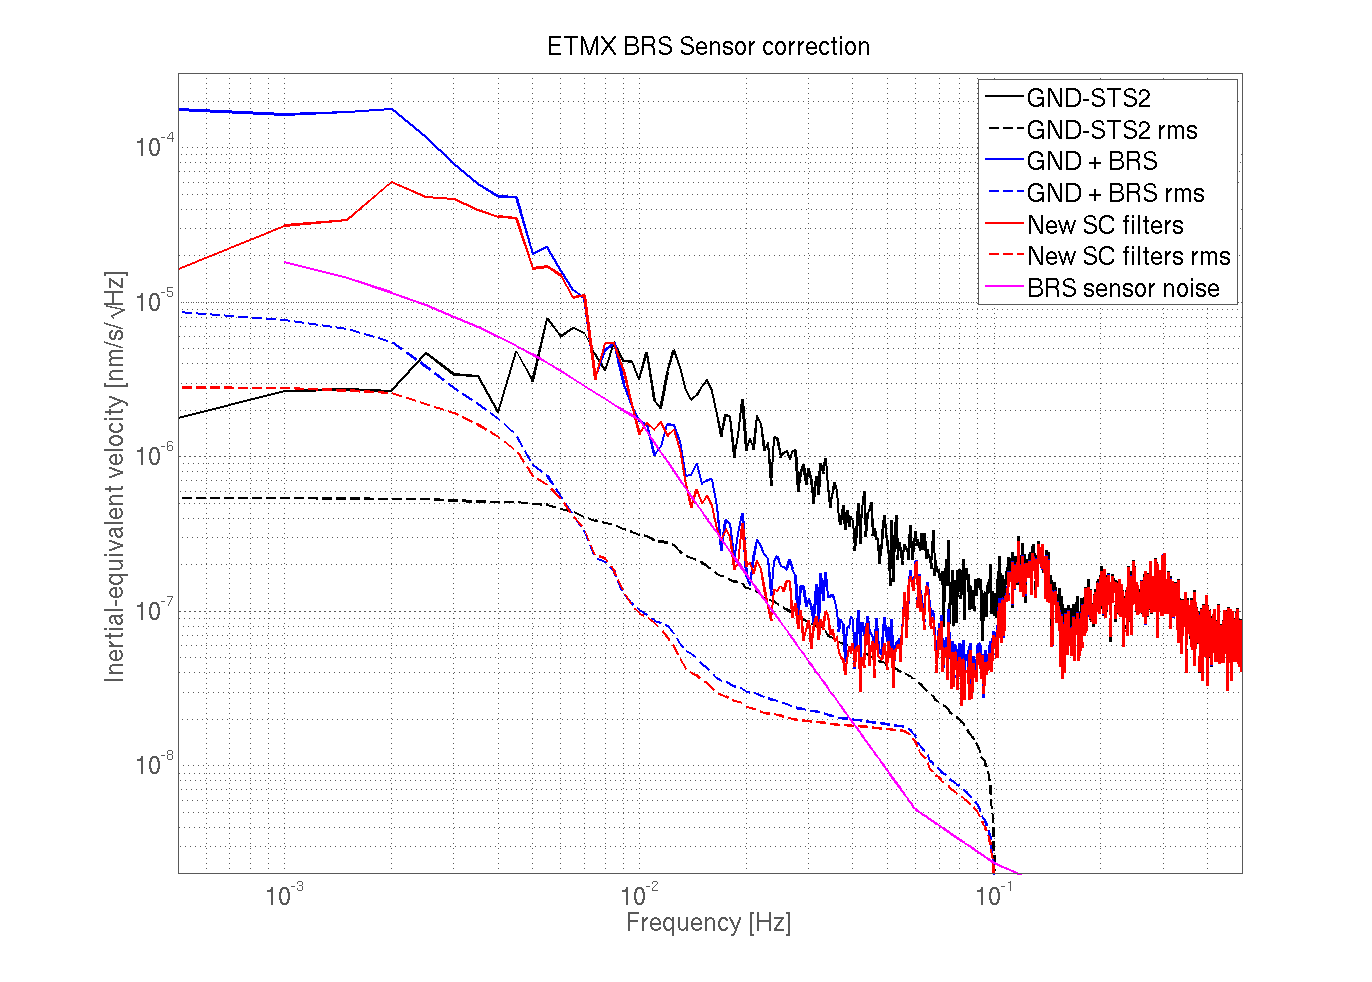 ETMX BRS Sensor correction
GND-STS2
GND-STS2 rms
GND + BRS
GND + BRS rms
New SC filters
New SC filters rms
BRS sensor noise
Inertial-equivalent velocity [nm/s/√Hz]
10^-4
10^-5
10^-6
10^-7
10^-8
10^-3
10^-2
10^-1
Frequency [Hz]